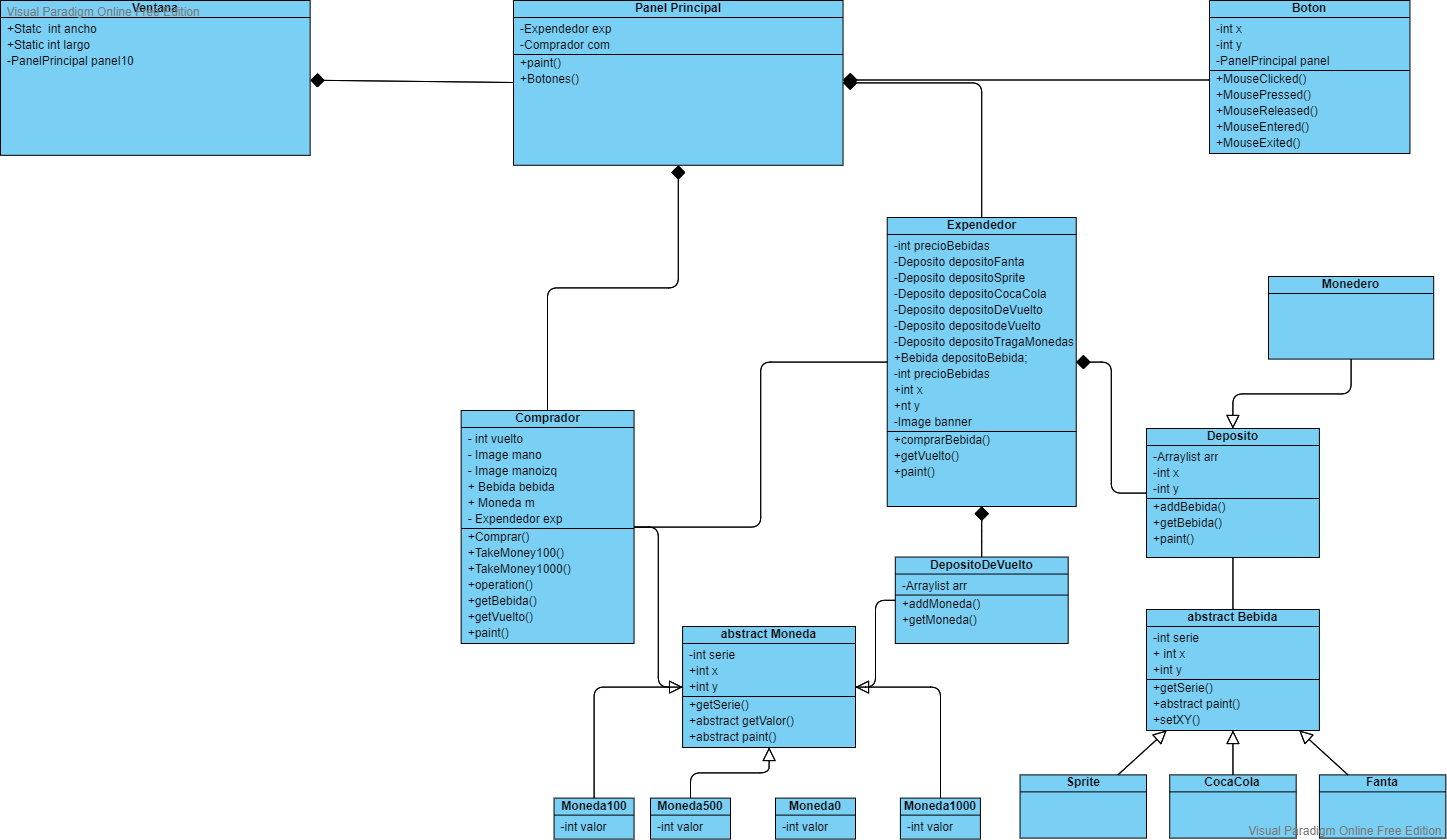 Visual Paradigm Online Free Edition
Ventana
+Statc  int ancho
+Static int largo
-PanelPrincipal panel10
Panel Principal
-Expendedor exp
-Comprador com
+paint()
+Botones()
Boton
-int x
-int y
-PanelPrincipal panel
+MouseClicked()
+MousePressed()
+MouseReleased()
+MouseEntered()
+MouseExited()
Expendedor
-int precioBebidas
-Deposito depositoFanta
-Deposito depositoSprite
-Deposito depositoCocaCola
-Deposito depositoDeVuelto
-Deposito depositodeVuelto
-Deposito depositoTragaMonedas
+Bebida depositoBebida;
-int precioBebidas
+int x
+nt y
-Image banner
+comprarBebida()
+getVuelto()
+paint()
Monedero
Comprador
- int vuelto
- Image mano
- Image manoizq
+ Bebida bebida
+ Moneda m
- Expendedor exp
+Comprar()
+TakeMoney100()
+TakeMoney1000()
+operation()
+getBebida()
+getVuelto()
+paint()
Deposito
-Arraylist arr
-int x
-int y
+addBebida()
+getBebida()
+paint()
DepositoDeVuelto
-Arraylist arr
+addMoneda()
+getMoneda()
abstract Moneda
-int serie
+int x
+int y
+getSerie()
+abstract getValor()
+abstract paint()
abstract Bebida
-int serie
+ int x
+int y
+getSerie()
+abstract paint()
+setXY()
Sprite
CocaCola
Fanta
Moneda100
-int valor
Moneda500
-int valor
Moneda0
-int valor
Moneda1000
-int valor
Visual Paradigm Online Free Edition